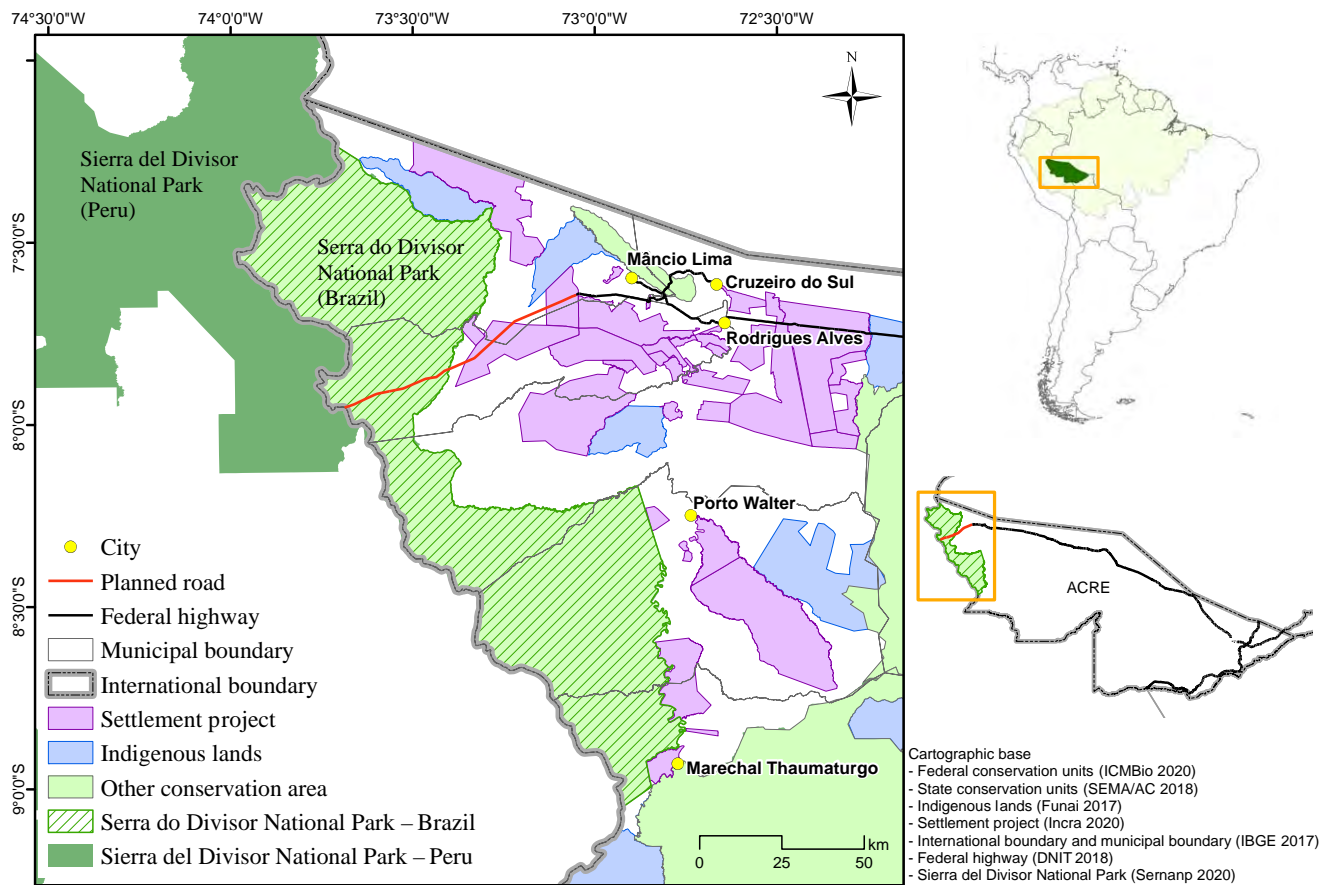 74°30'0"W
74°0'0"W
73°30'0"W
73°0'0"W
72°30'0"W
7°30'0"S
8°0'0"S
8°30'0"S
9°0'0"S
N
Sierra del Divisor
National Park
(Peru)
Serra do Divisor
National Park
(Brazil)
Mâncio Lima
Cruzeiro do Sul
Rodrigues Alves
Porto Walter
Marechal Thaumaturgo
City
Planned road
Federal highway
Municipal boundary
International boundary
Settlement project
Indigenous lands
Other conservation area
Serra do Divisor National Park – Brazil
Sierra del Divisor National Park – Peru
km
0 25 50
ACRE
Cartographic base
- Federal conservation units (ICMBio 2020)
- State conservation units (SEMA/AC 2018)
- Indigenous lands (Funai 2017)
- Settlement project (Incra 2020)
- International boundary and municipal boundary (IBGE 2017)
- Federal highway (DNIT 2018)
- Sierra del Divisor National Park (Sernanp 2020)